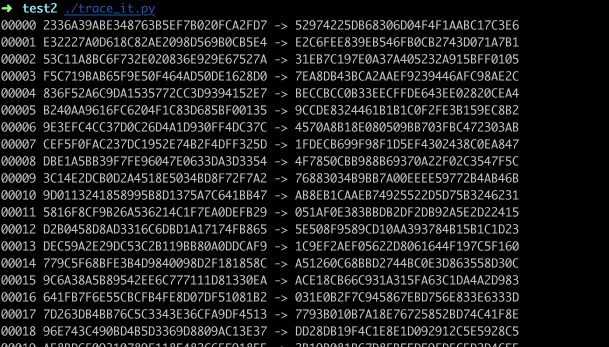 ➜ test2 ./trace_it.py
00000 2336A39ABE348763B5EF7B020FCA2FD7 -> 52974225DB68306D04F4F1AABC17C3E6
00001 E32227A0D618C82AE2098D569B0CB5E4 -> E2C6FEE839EB546FB0CB2743D071A7B1
00002 53C11A8BC6F732E020836E929E67527A -> 31EB7C197E0A37A405232A915BFF0105
00003 F5C719BAB65F9E50F464AD50DE1628D0 -> 7EA8DB43BCA2AAEF9239446AFC98AE2C
00004 836F52A6C9DA1535772CC3D9394152E7 -> BECCBCC0B33EECFFDE643EE02820CEA4
00005 B240AA9616FC6204F1C83D685BF00135 -> 9CCDE8324461B1B1C0F2FE3B159EC8B2
00006 9E3EFC4CC37D0C26D4A1D930FF4DC37C -> 4570A8B18E080509BB703FBC472303AB
00007 CEF5F0FAC237DC1952E74B2F4DFF325D -> 1FDECB699F98F1D5EF4302438C0EA847
00008 DBE1A5BB39F7FE96047E0633DA3D3354 -> 4F7850CBB988B69370A22F02C3547F5C
00009 3C14E2DCB0D2A4518E5034BD8F72F7A2 -> 76883034B9BB7A00EEEE59772B4AB46B
00010 9D0113241858995B8D1375A7C641BB47 -> AB8EB1CAAEB74925522D5D75B3246231
00011 5816F8CF9B26A536214C1F7EA0DEFB29 -> 051AF0E383BBDB2DF2DB92A5E2D22415
00012 D2B0458D8AD3316C6DBD1A17174FB865 -> 5E508F9589CD10AA393784B15B1C1D23
00013 DEC59A2E29DC53C2B119BB80A0DDCAF9 -> 1C9EF2AEF05622D8061644F197C5F160
00014 779C5F68BFE3B4D9840098D2F181858C -> A51260C68BBD2744BC0E3D863558D30C
00015 9C6A38A5B89542EE6C777111D81330EA -> ACE18CB66C931A315FA63C1DA4A2D983
00016 641FB7F6E55CBCFB4FE8D07DF51081B2 -> 031E0B2F7C945867EBD756E833E6333D
00017 7D263DB4BB76C5C3343E36CFA9DF4513 -> 7793B010B7A18E76725852BD74C41F8E
00018 96E743C490BD4B5D3369D8809AC13E37 -> DD28DB19F4C1E8E1D092912C5E5928C5